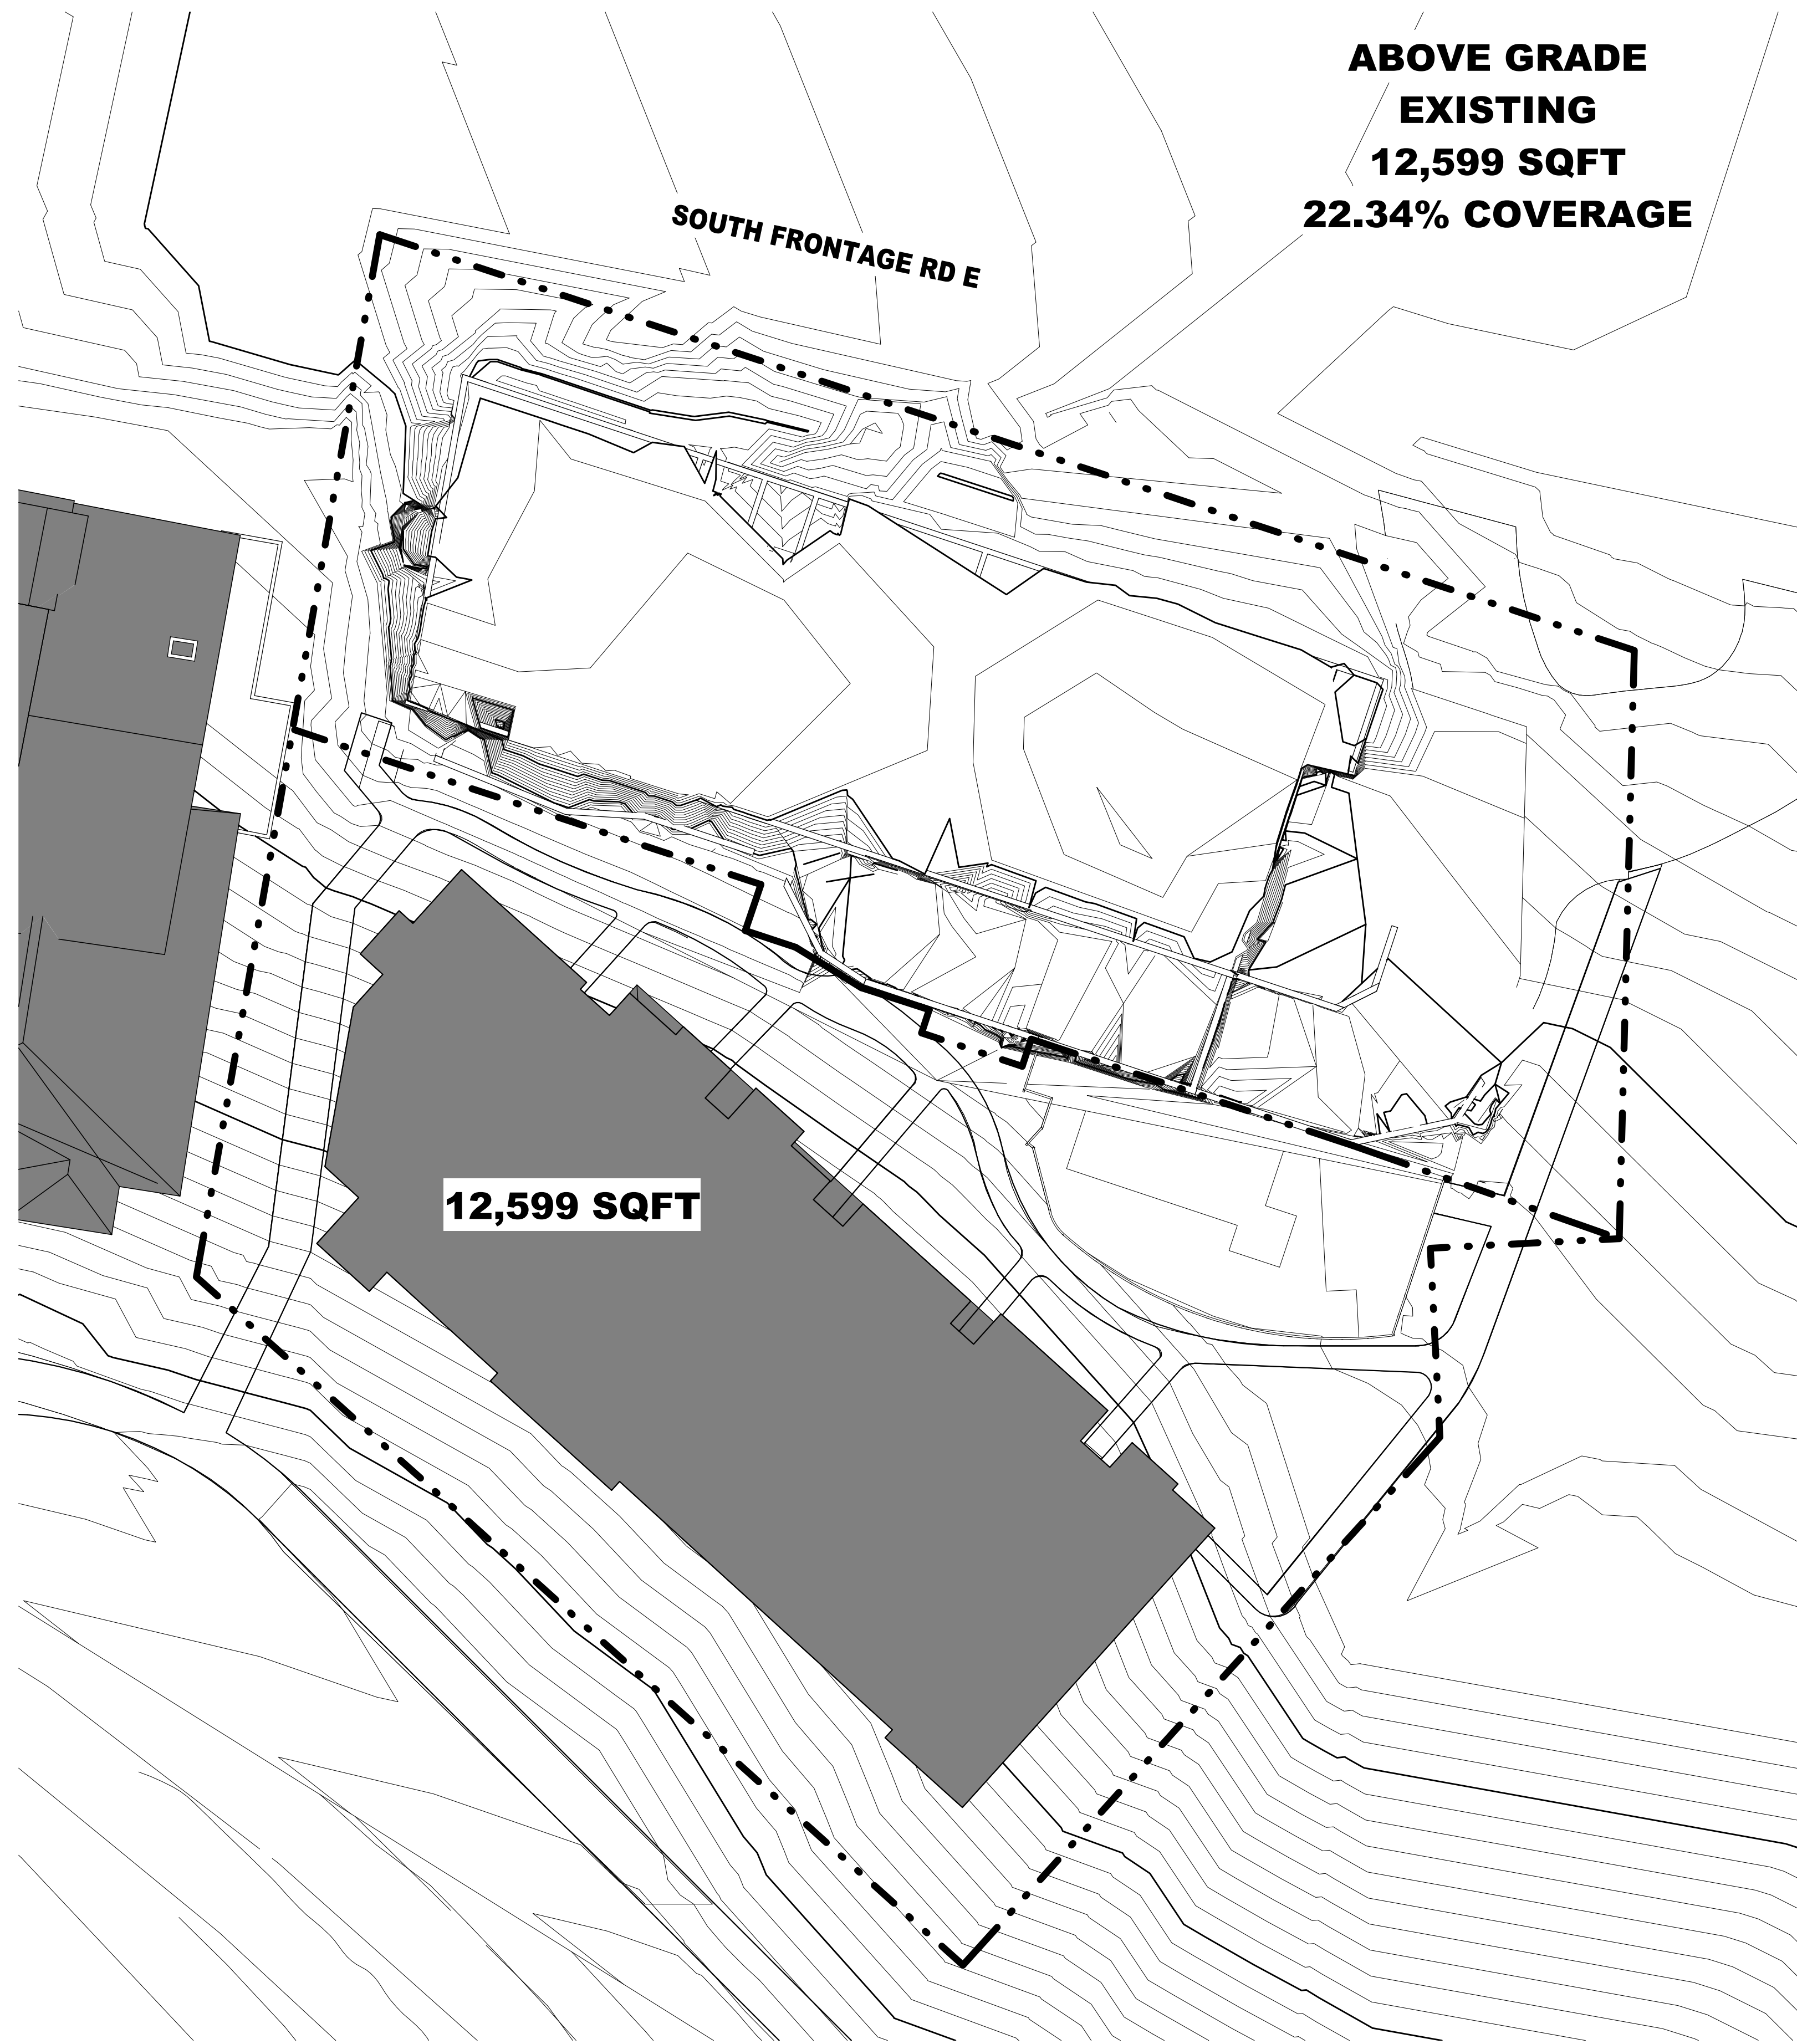 ABOVE GRADE
EXISTING
12,599 SQFT
22.34% COVERAGE
SOUTH FRONTAGE RD E
12,599 SQFT